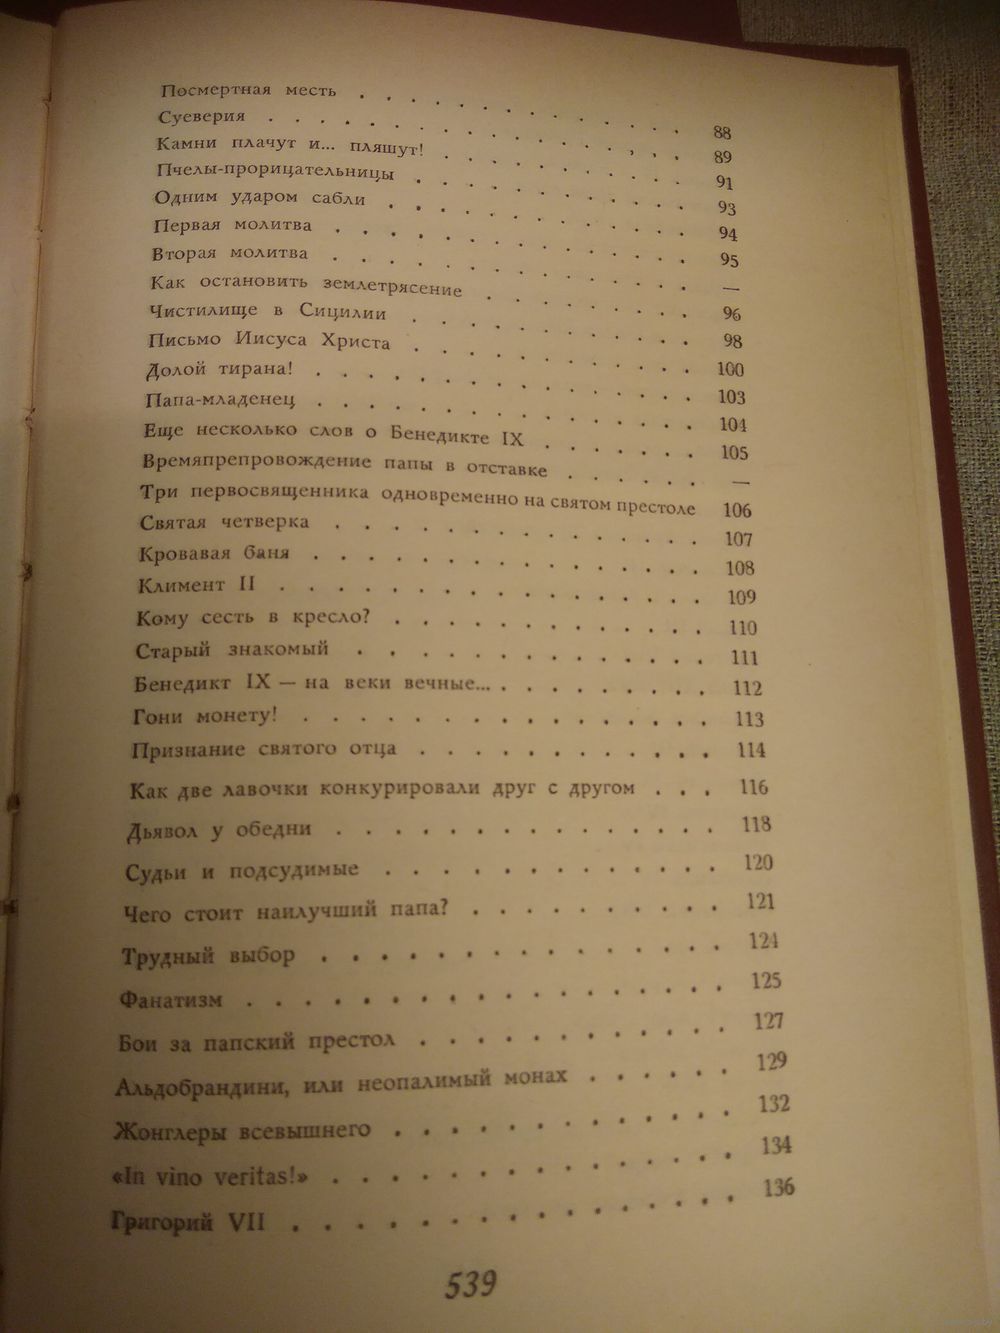 Посмертная месть . . . . . . . . . . . . . 88
Суеверия . . . . . . . . . . . . . . . . 89
Камни плачут и... пляшут! . . . . . . . . . 91
Пчелы-прорицательницы . . . . . . . . . . 93
Одним ударом сабли . . . . . . . . . . . 94
Первая молитва . . . . . . . . . . . . . 95
Вторая молитва . . . . . . . . . . . . . —
Как остановить землетрясение . . . . . . . . 96
Чистилище в Сицилии . . . . . . . . . . 98
Письмо Иисуса Христа . . . . . . . . . . 100
Долой тирана! . . . . . . . . . . . . . . 103
Папа-младенец . . . . . . . . . . . . . . 104
Еще несколько слов о Бенедикте IX . . . . . . 105
Времяпрепровождение папы в отставке . . . . . —
Три первосвященника одновременно на святом престоле 106
Святая четверка . . . . . . . . . . . . . 107
Кровавая баня . . . . . . . . . . . . . . 108
Климент II . . . . . . . . . . . . . . . 109
Кому сесть в кресло? . . . . . . . . . . . 110
Старый знакомый . . . . . . . . . . . . 111
Бенедикт IX — на веки вечные... . . . . . . . . 112
Гони монету! . . . . . . . . . . . . . . 113
Признание святого отца . . . . . . . . . . . 114
Как две лавочки конкурировали друг с другом . . . 116
Дьявол у обедни . . . . . . . . . . . . . 118
Судьи и подсудимые . . . . . . . . . . . . 120
Чего стоит наилучший папа? . . . . . . . . . 121
Трудный выбор . . . . . . . . . . . . . . 124
Фанатизм . . . . . . . . . . . . . . . . 125
Бои за папский престол . . . . . . . . . . . 127
Альдобрандини, или неопалимый монах . . . . . . 129
Жонглеры всевышнего . . . . . . . . . . . . 132
«In vino veritas!» . . . . . . . . . . . . . . 134
Григорий VII . . . . . . . . . . . . . . 136
539